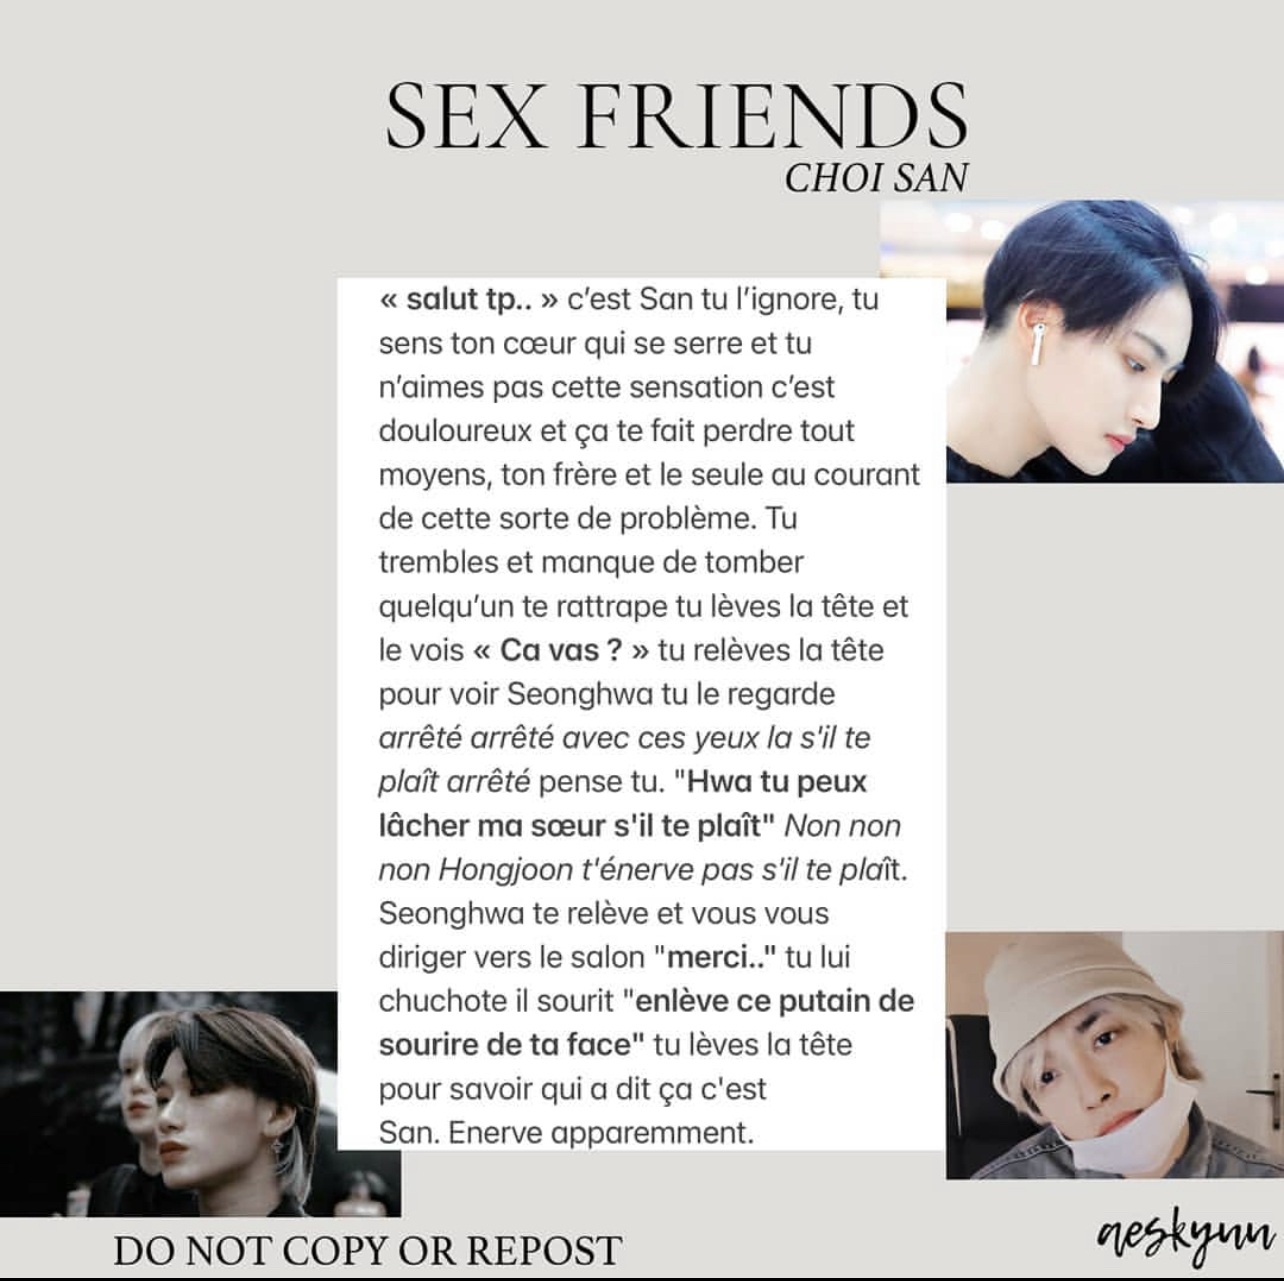 SEX FRIENDS
CHOI SAN
« salut tp.. » c’est San tu l’ignore, tu
sens ton cœur qui se serre et tu
n’aimes pas cette sensation c’est
douloureux et ça te fait perdre tout
moyens, ton frère et le seule au courant
de cette sorte de problème. Tu
trembles et manque de tomber
quelqu’un te rattrape tu lèves la tête et
le vois « Ca vas ? » tu relèves la tête
pour voir Seonghwa tu le regarde
arrêté arrêté avec ces yeux la s'il te
plaît arrêté pense tu. "Hwa tu peux
lâcher ma sœur s'il te plaît" Non non
non Hongjoon t'énerve pas s'il te plaît.
Seonghwa te relève et vous vous
diriger vers le salon "merci.." tu lui
chuchote il sourit "enlève ce putain de
sourire de ta face" tu lèves la tête
pour savoir qui a dit ça c'est
San. Enerve apparemment.
DO NOT COPY OR REPOST
aeskynn